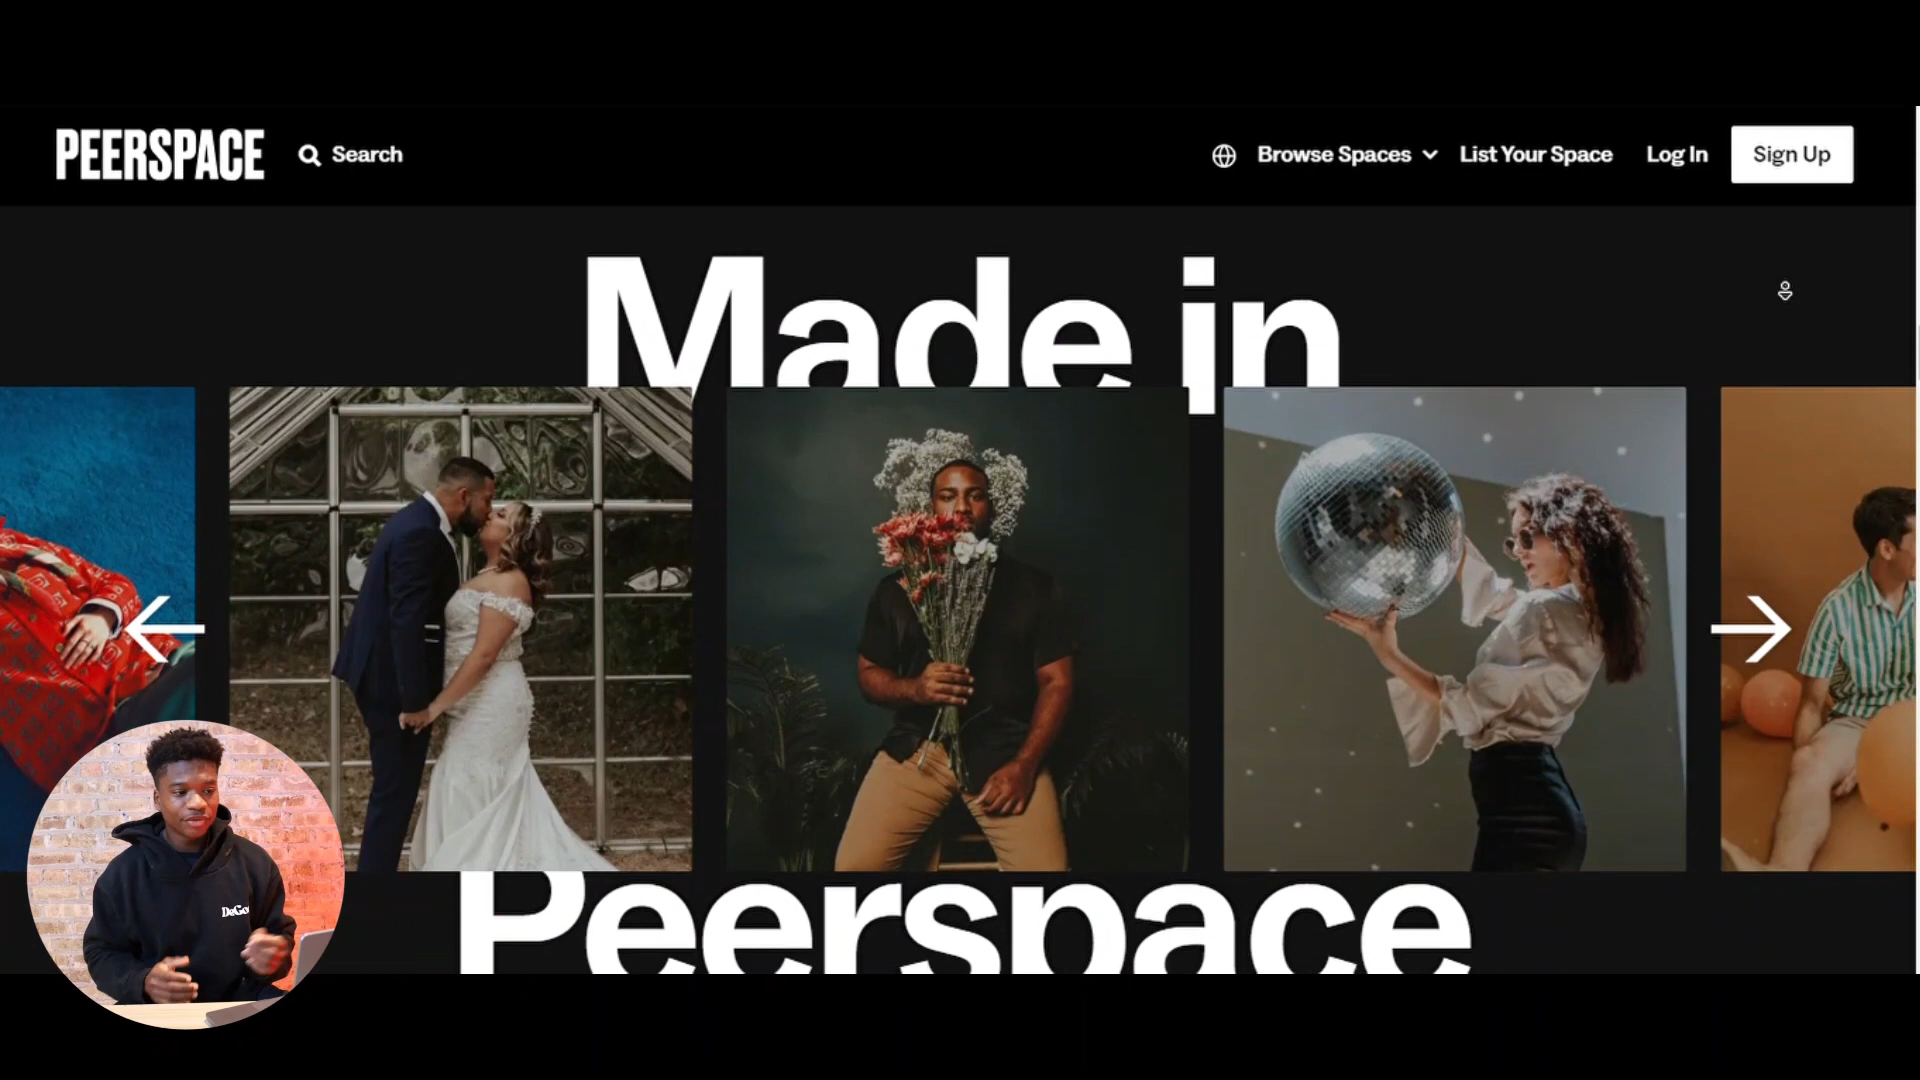 PEERSPACE
Search
Browse Spaces
List Your Space
Log In
Sign Up
Made in
Peerspace